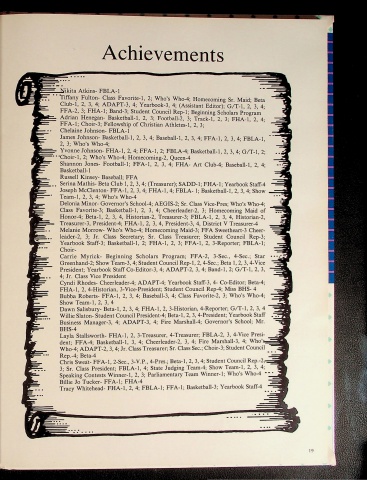 Achievements
Nikita Atkins- FBLA-1
Tiffany Fulton- Class Favorite-1, 2; Who's Who-4; Homecoming Sr. Maid; Beta
Club-1, 2, 3, 4; ADAPT-3, 4, Yearbook-3, 4; (Assistant Editor); G/T-1, 2, 3, 4;
FFA-2, 3; FHA-1; Band-3; Student Council Rep-1; Beginning Scholars Program
Adrian Henegan- Basketball-1, 2, 3; Football-3; Track-1, 2, 3; FHA-1, 2, 4;
FFA-4; Choir-3; Fellowship of Christian Athletes-1, 2, 3;
Chelaine Johnson- FBLA-1
James Johnson- Basketball-1, 2, 3, 4; Baseball-1, 2, 3, 4; FFA-1, 2, 3, 4; FBLA-1,
2, 3; Who's Who-4;
Yvonne Johnson- FHA-1, 2, 4; FFA-1, 2; FBLA-4; Basketball-1, 2, 3, 4; G/T-1, 2;
Choir-1, 2; Who's Who-4; Homecoming-2, Queen-4
Shannon Jones- Football-1; FFA-1, 2, 3, 4; FHA- Art Club-4; Baseball-1, 2, 4;
Basketball-1
Russell Kinsey- Baseball; FFA
Serina Mathis- Beta Club 1, 2, 3, 4; (Treasurer); SADD-1; FHA-1; Yearbook Staff-4
Joseph McClenton- FFA-1, 2, 3, 4; FHA-1, 4; FBLA- 1; Basketball-1, 2, 3, 4, Show
Team-1, 2, 3, 4; Who's Who-4
Deloria Minor- Governor's School-4; AEGIS-2; Sr. Class Vice-Pres; Who's Who-4;
Class Favorite-3; Basketball-1, 2, 3, 4; Cheerleader-2, 3; Homecoming Maid of
Honor-4; Beta-1, 2, 3, 4, Historian-2, Treasurer-3; FBLA-1, 2, 3, 4, Historian-2,
Treasurer-3, President-4; FHA-1, 2, 3, 4, President-3, 4, District Treasurer-4
Melanie Morrow- Who's Who-4; Homecoming Maid-3; FFA Sweetheart-3 Cheer-
leader-2, 3; Jr. Class Secretary; Sr. Class Treasurer; Student Council Rep-3;
Yearbook Staff-3; Basketball-1, 2; FHA-1, 2, 3; FFA-1, 2, 3-Reporter; FBLA-1;
Choir-
Carrie Myrick- Beginning Scholars Program; FFA-2, 3-Sec., 4-Sec.; Star
Greenhand-2; Show Team-3, 4; Student Council Rep-1, 2, 4-Sec.; Beta 1, 2, 3, 4-Vice
President; Yearbook Staff Co-Editor-3, 4; ADAPT-2, 3, 4; Band-1, 2; G/T-1, 2, 3,
4, Jr. Class Vice President
Cyndi Rhodes- Cheerleader-4; ADAPT-4; Yearbook Staff-3, 4- Co-Editor; Beta-4;
FHA-1, 2, 4-Historian, 3-Vice-President; Student Council Rep-4; Miss BHS- 4
Bubba Roberts- FFA-1, 2, 3, 4; Baseball-3, 4; Class Favorite-2, 3; Who's Who-4;
Show Team-1, 2, 3, 4
Dawn Salisbury- Beta-1, 2, 3, 4; FHA-1, 2, 3-Historian, 4-Reporter; G/T-1, 2, 3, 4
Willie Shinn- Student Council President-4; Beta-1, 2, 3, 4-President; Yearbook Staff
Business Manager-3, 4; ADAPT-3, 4; Fire Marshall-4; Governor's School; Mr.
BHS-4
Layla Stallsworth- FHA-1, 2, 3-Treasurer, 4-Treasurer; FBLA-2, 3, 4-Vice Presi-
dent; FFA-4; Basketball-1, 3, 4; Cheerleader-2, 3, 4; Fire Marshall-3, 4; Who's
Who-4; ADAPT-2, 3, 4; Jr. Class Treasurer; Sr. Class Sec.; Choir-3; Student Council
Rep.-4; Beta-4
Chris Sweat- FFA-1, 2-Sec., 3-V.P., 4-Pres.; Beta-1, 2, 3, 4; Student Council Rep.-2,
3; Sr. Class President; FBLA-1, 4; State Judging Team-4; Show Team-1, 2, 3, 4;
Speaking Contests Winner-1, 2, 3; Parliamentary Team Winner-1; Who's Who-4
Billie Jo Tucker- FFA-1; FHA-4
Tracy Whitehead- FHA-1, 2, 4; FBLA-1; FFA-1; Basketball-3; Yearbook Staff-4